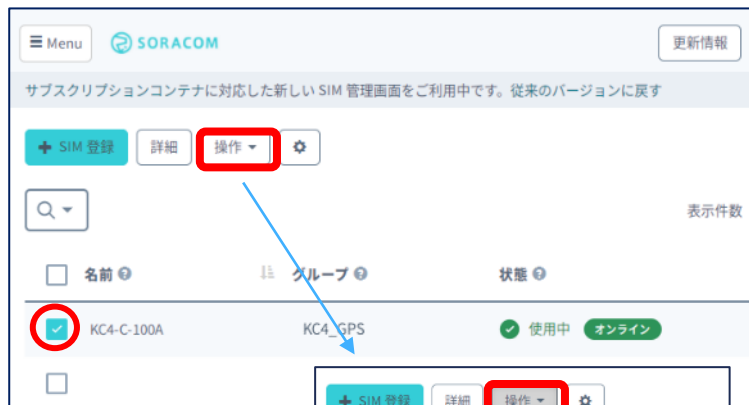 Menu SORACOM 更新情報
サブスクリプションコンテナに対応した新しい SIM 管理画面をご利用中です。従来のバージョンに戻す
SIM 登録 詳細 操作
表示件数
名前 グループ 状態
KC4-C-100A KC4_GPS 使用中 オンライン
SIM 登録 詳細 操作